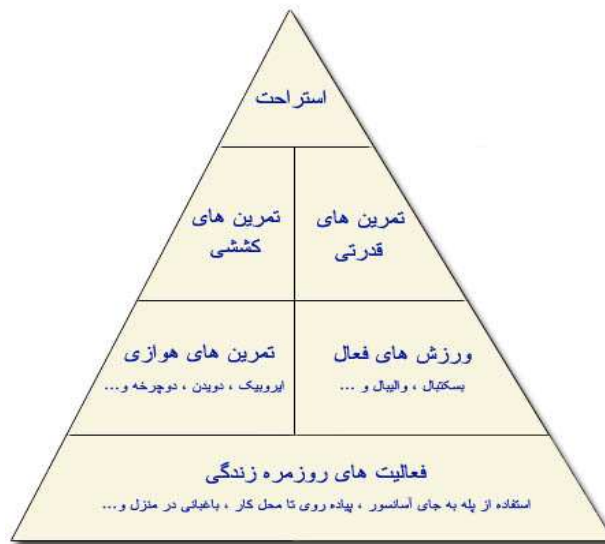 استراحت
تمرین های
قدرتی
تمرین های
کششی
ورزش های فعال
بسکتبال ، والیبال و ...
تمرین های هوازی
ایروبیک ، دویدن ، دوچرخه و...
فعالیت های روزمره زندگی
استفاده از پله به جای آسانسور ، پیاده روی تا محل کار ، باغبانی در منزل و...